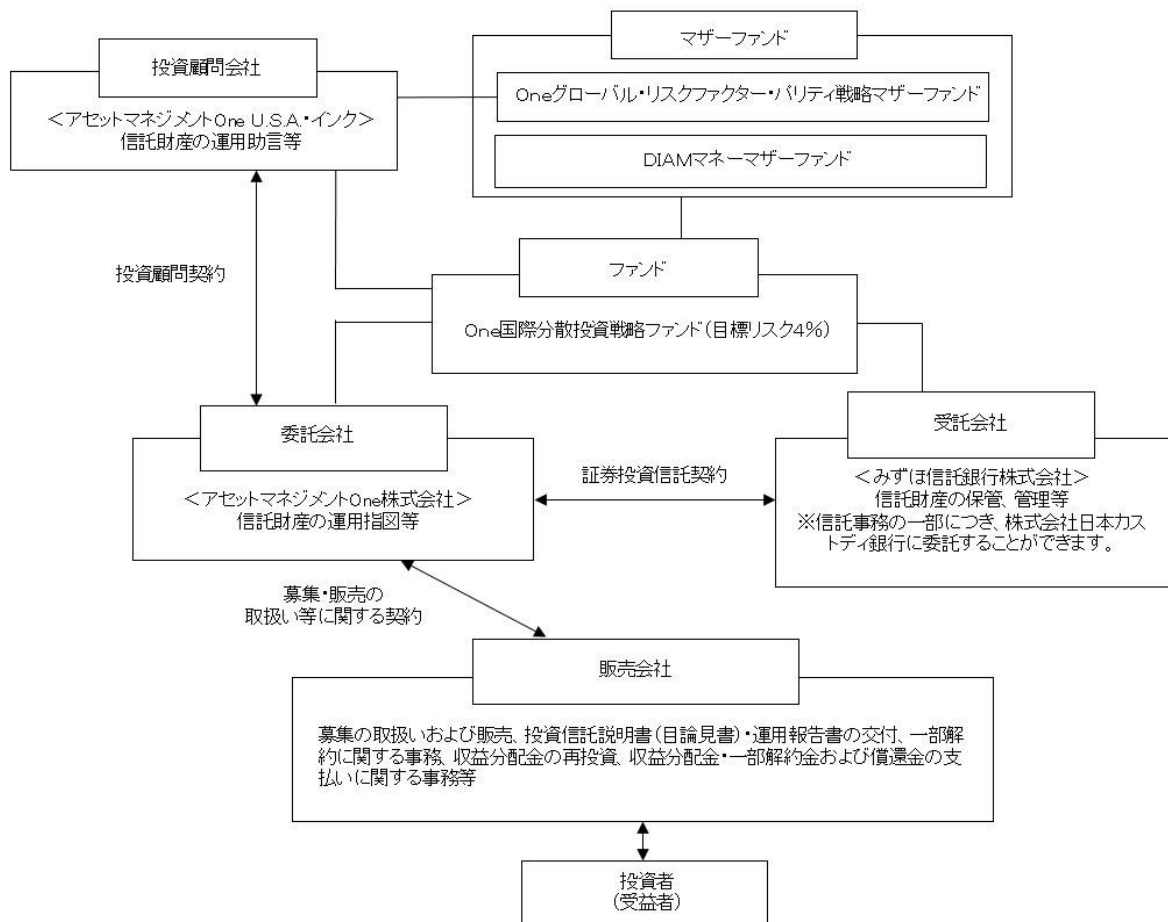 マザーファンド
投資顧問会社
Oneグローバル・リスクファクター・パリティ戦略マザーファンド
＜アセットマネジメントOne U.S.A.・インク＞
信託財産の運用助言等
DIAMマネーマザーファンド
ファンド
投資顧問契約
One国際分散投資戦略ファンド(目標リスク4％)
委託会社
受託会社
＜アセットマネジメントOne株式会社＞
信託財産の運用指図等
証券投資信託契約
＜みずほ信託銀行株式会社＞
信託財産の保管、管理等
※信託事務の一部につき、株式会社日本カス
トディ銀行に委託することができます。
募集・販売の
取扱い等に関する契約
販売会社
募集の取扱いおよび販売、投資信託説明書(目論見書)・運用報告書の交付、一部解
約に関する事務、収益分配金の再投資、収益分配金・一部解約金および償還金の支
払いに関する事務等
投資者
(受益者)